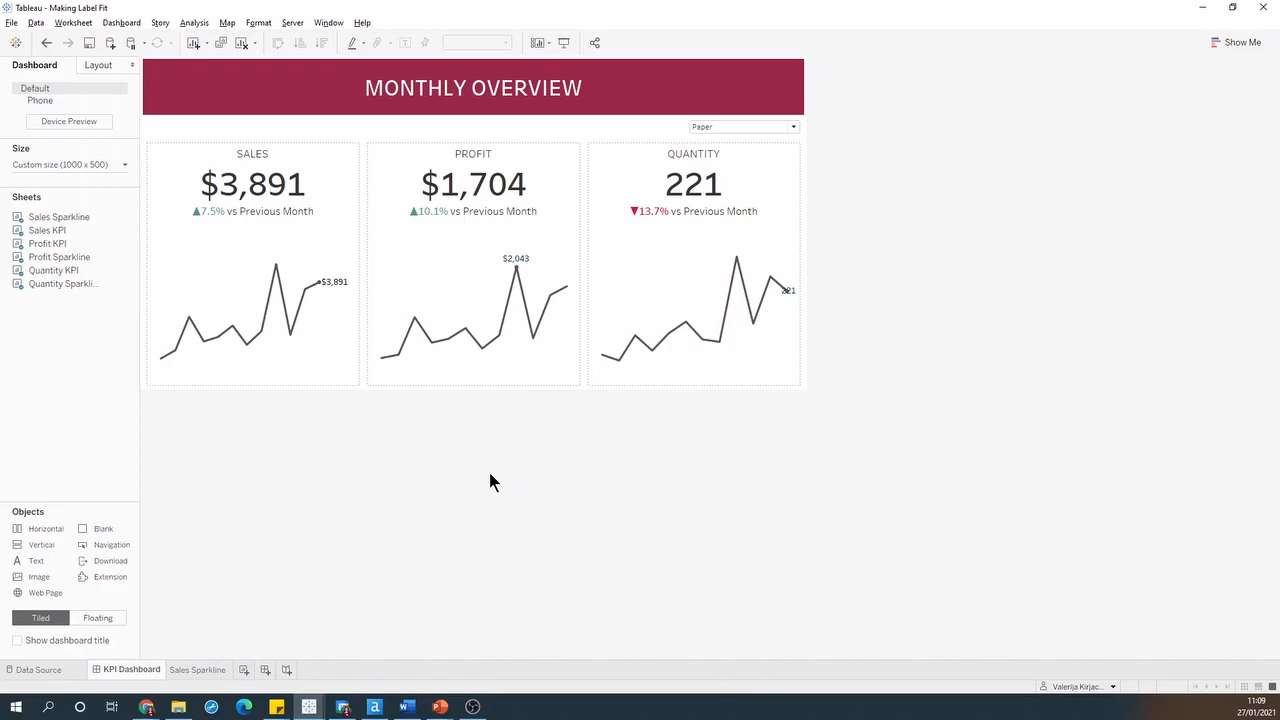 Tableau - Making Label Fit
File Data Worksheet Dashboard Story Analysis Map Format Server Window Help
Show Me
Dashboard Layout
Default
Phone
Device Preview
Size
Custom size (1000 x 500)
Sheets
Sales Sparkline
Sales KPI
Profit KPI
Profit Sparkline
Quantity KPI
Quantity Sparkli...
MONTHLY OVERVIEW
Paper
SALES
$3,891
▲7.5% vs Previous Month
$3,891
PROFIT
$1,704
▲10.1% vs Previous Month
$2,043
QUANTITY
221
▼13.7% vs Previous Month
221
Objects
Horizontal Blank
Vertical Navigation
Text Download
Image Extension
Web Page
Tiled Floating
Show dashboard title
Data Source KPI Dashboard Sales Sparkline
Valerija Kirjac...
11:09
27/01/2021